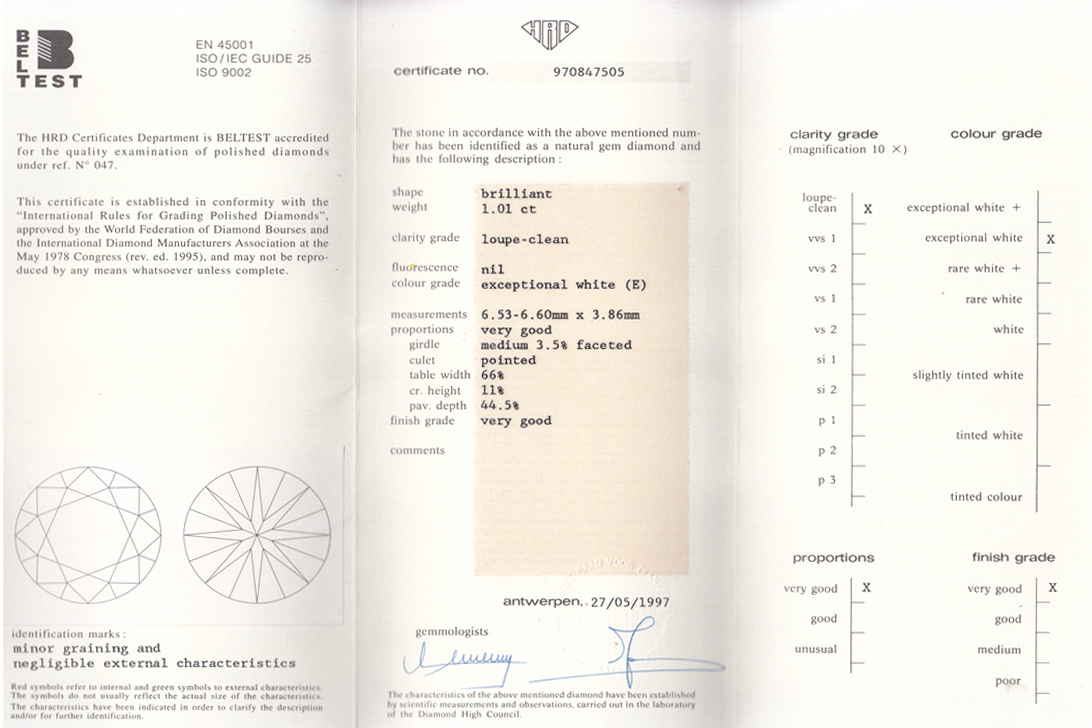 BEL
TEST
EN 45001
ISO/IEC GUIDE 25
ISO 9002
The HRD Certificates Department is BELTEST accredited
for the quality examination of polished diamonds
under ref. N° 047.
This certificate is established in conformity with the
“International Rules for Grading Polished Diamonds”,
approved by the World Federation of Diamond Bourses and
the International Diamond Manufacturers Association at the
May 1978 Congress (rev. ed. 1995), and may not be repro-
duced by any means whatsoever unless complete.
identification marks :
minor graining and
negligible external characteristics
Red symbols refer to internal and green symbols to external characteristics.
The symbols do not usually reflect the actual size of the characteristics.
The characteristics have been indicated in order to clarify the description
and/or for further identification.
HRD
certificate no. 970847505
The stone in accordance with the above mentioned num-
ber has been identified as a natural gem diamond and
has the following description :
shape brilliant
weight 1.01 ct
clarity grade loupe-clean
fluorescence nil
colour grade exceptional white (E)
measurements 6.53-6.60mm x 3.86mm
proportions very good
girdle medium 3.5% faceted
culet pointed
table width 66%
cr. height 11%
pav. depth 44.5%
finish grade very good
comments
antwerpen, 27/05/1997
gemmologists
The characteristics of the above mentioned diamond have been established
by scientific measurements and observations, carried out in the laboratory
of the Diamond High Council.
clarity grade
(magnification 10 ×)
loupe-
clean X
vvs 1
vvs 2
vs 1
vs 2
si 1
si 2
p 1
p 2
p 3
colour grade
exceptional white +
exceptional white X
rare white +
rare white
white
slightly tinted white
tinted white
tinted colour
proportions
very good X
good
unusual
finish grade
very good X
good
medium
poor